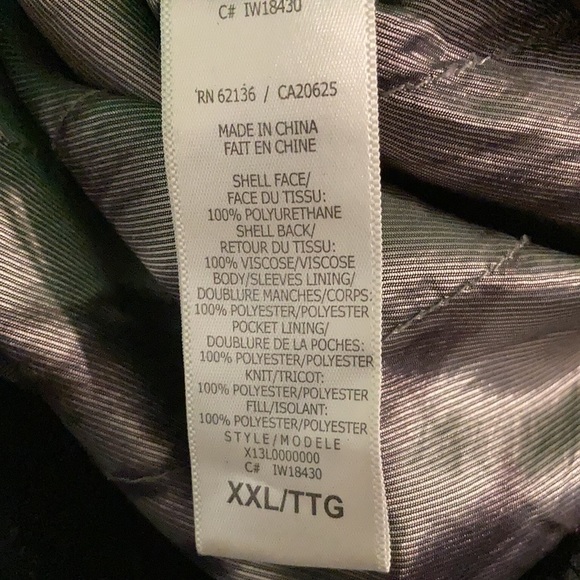 C# IW18430
RN 62136 / CA20625
MADE IN CHINA
FAIT EN CHINE
SHELL FACE/
FACE DU TISSU:
100% POLYURETHANE
SHELL BACK/
RETOUR DU TISSU:
100% VISCOSE/VISCOSE
BODY/SLEEVES LINING/
DOUBLURE MANCHES/CORPS:
100% POLYESTER/POLYESTER
POCKET LINING/
DOUBLURE DE LA POCHES:
100% POLYESTER/POLYESTER
KNIT/TRICOT:
100% POLYESTER/POLYESTER
FILL/ISOLANT:
100% POLYESTER/POLYESTER
STYLE/MODELE
X13L0000000
C# IW18430
XXL/TTG